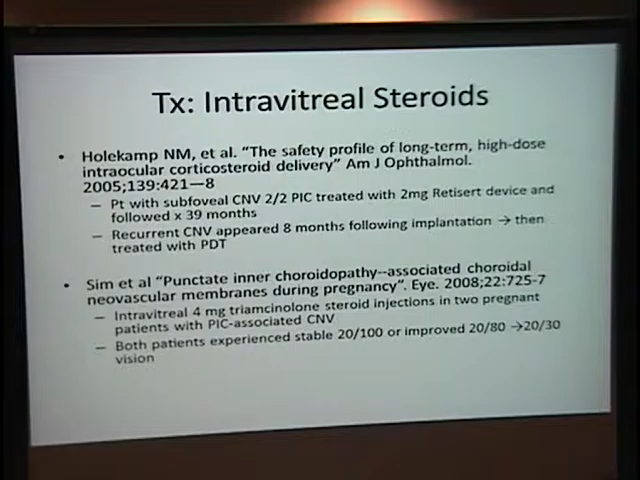 Tx: Intravitreal Steroids
• Holekamp NM, et al. “The safety profile of long-term, high-dose
intraocular corticosteroid delivery” Am J Ophthalmol.
2005;139:421—8
– Pt with subfoveal CNV 2/2 PIC treated with 2mg Retisert device and
followed x 39 months
– Recurrent CNV appeared 8 months following implantation → then
treated with PDT
• Sim et al “Punctate inner choroidopathy--associated choroidal
neovascular membranes during pregnancy”. Eye. 2008;22:725-7
– Intravitreal 4 mg triamcinolone steroid injections in two pregnant
patients with PIC-associated CNV
– Both patients experienced stable 20/100 or improved 20/80 →20/30
vision